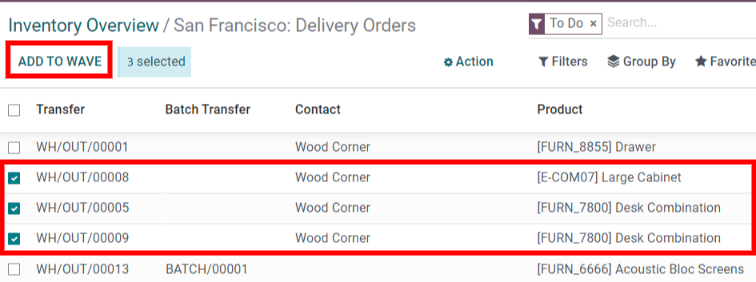 Inventory Overview / San Francisco: Delivery Orders
To Do × Search...
ADD TO WAVE 3 selected Action Filters Group By Favorite
Transfer Batch Transfer Contact Product
WH/OUT/00001 Wood Corner [FURN_8855] Drawer
WH/OUT/00008 Wood Corner [E-COM07] Large Cabinet
WH/OUT/00005 Wood Corner [FURN_7800] Desk Combination
WH/OUT/00009 Wood Corner [FURN_7800] Desk Combination
WH/OUT/00013 BATCH/00001 [FURN_6666] Acoustic Bloc Screens